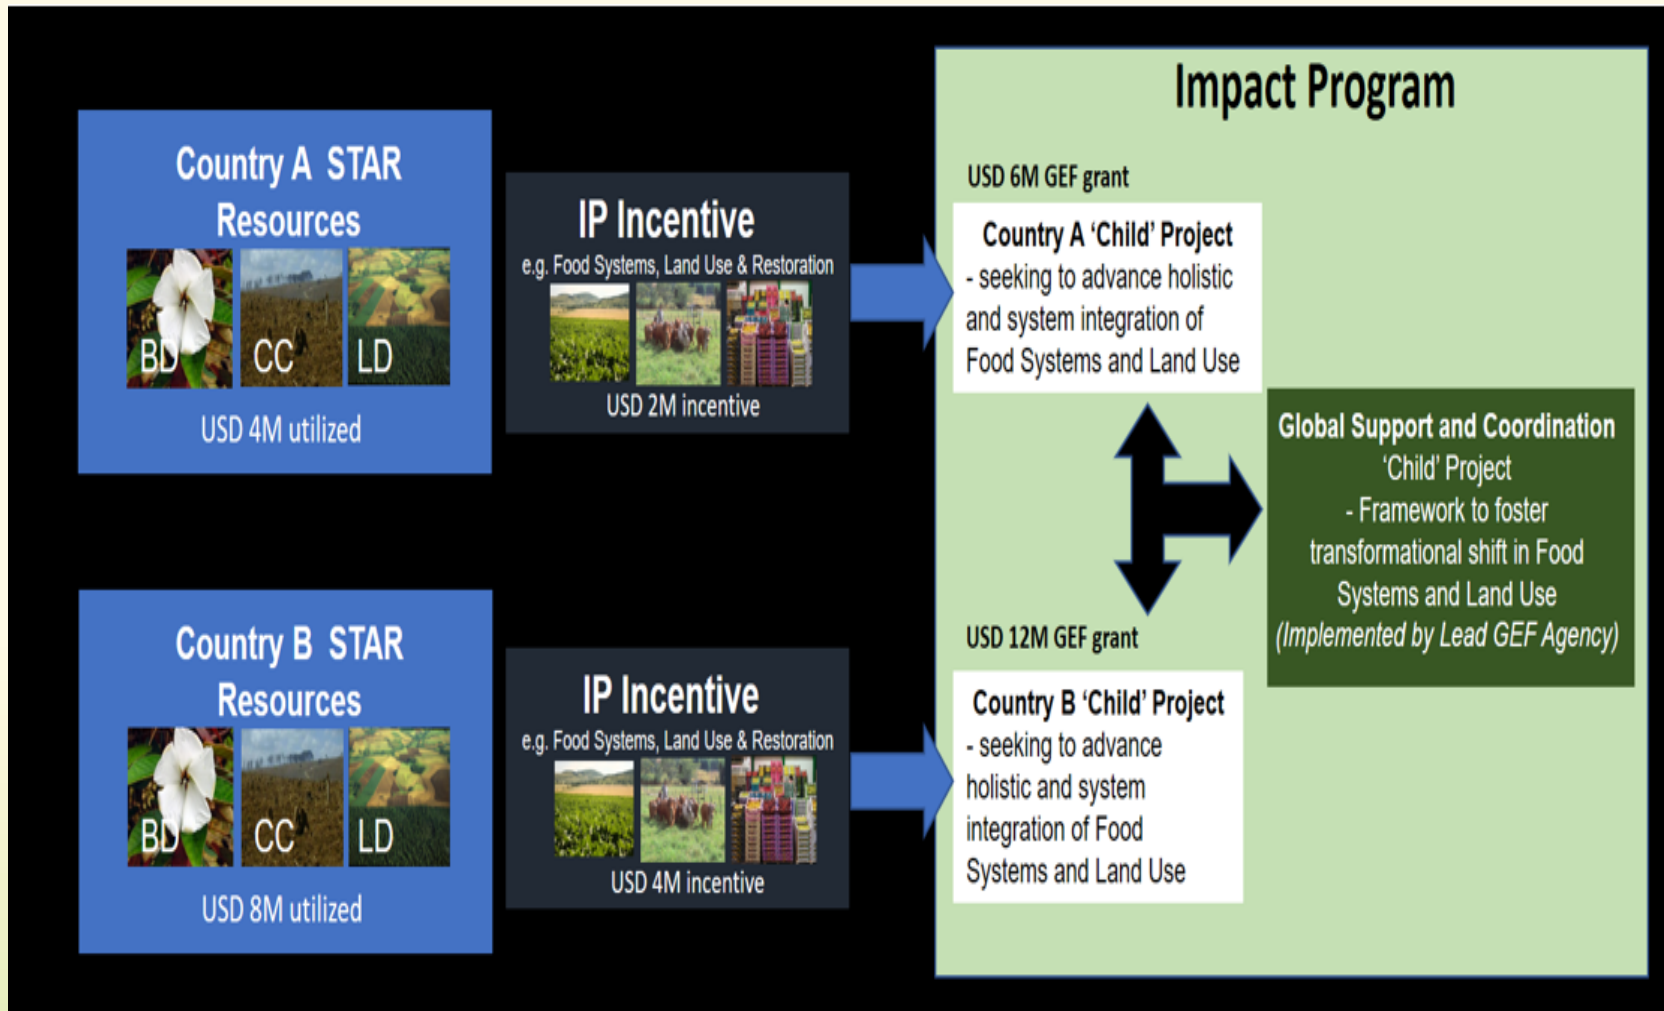 Impact Program
Country A STAR
Resources
BD CC LD
USD 4M utilized
IP Incentive
e.g. Food Systems, Land Use & Restoration
USD 2M incentive
USD 6M GEF grant
Country A ‘Child’ Project
- seeking to advance holistic
and system integration of
Food Systems and Land Use
Global Support and Coordination
‘Child’ Project
- Framework to foster
transformational shift in Food
Systems and Land Use
(Implemented by Lead GEF Agency)
Country B STAR
Resources
BD CC LD
USD 8M utilized
IP Incentive
e.g. Food Systems, Land Use & Restoration
USD 4M incentive
USD 12M GEF grant
Country B ‘Child’ Project
- seeking to advance
holistic and system
integration of Food
Systems and Land Use